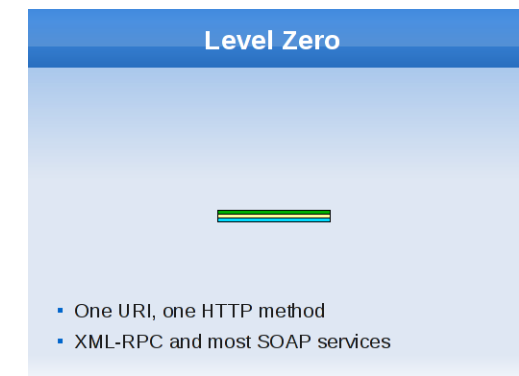 Level Zero
One URI, one HTTP method
XML-RPC and most SOAP services